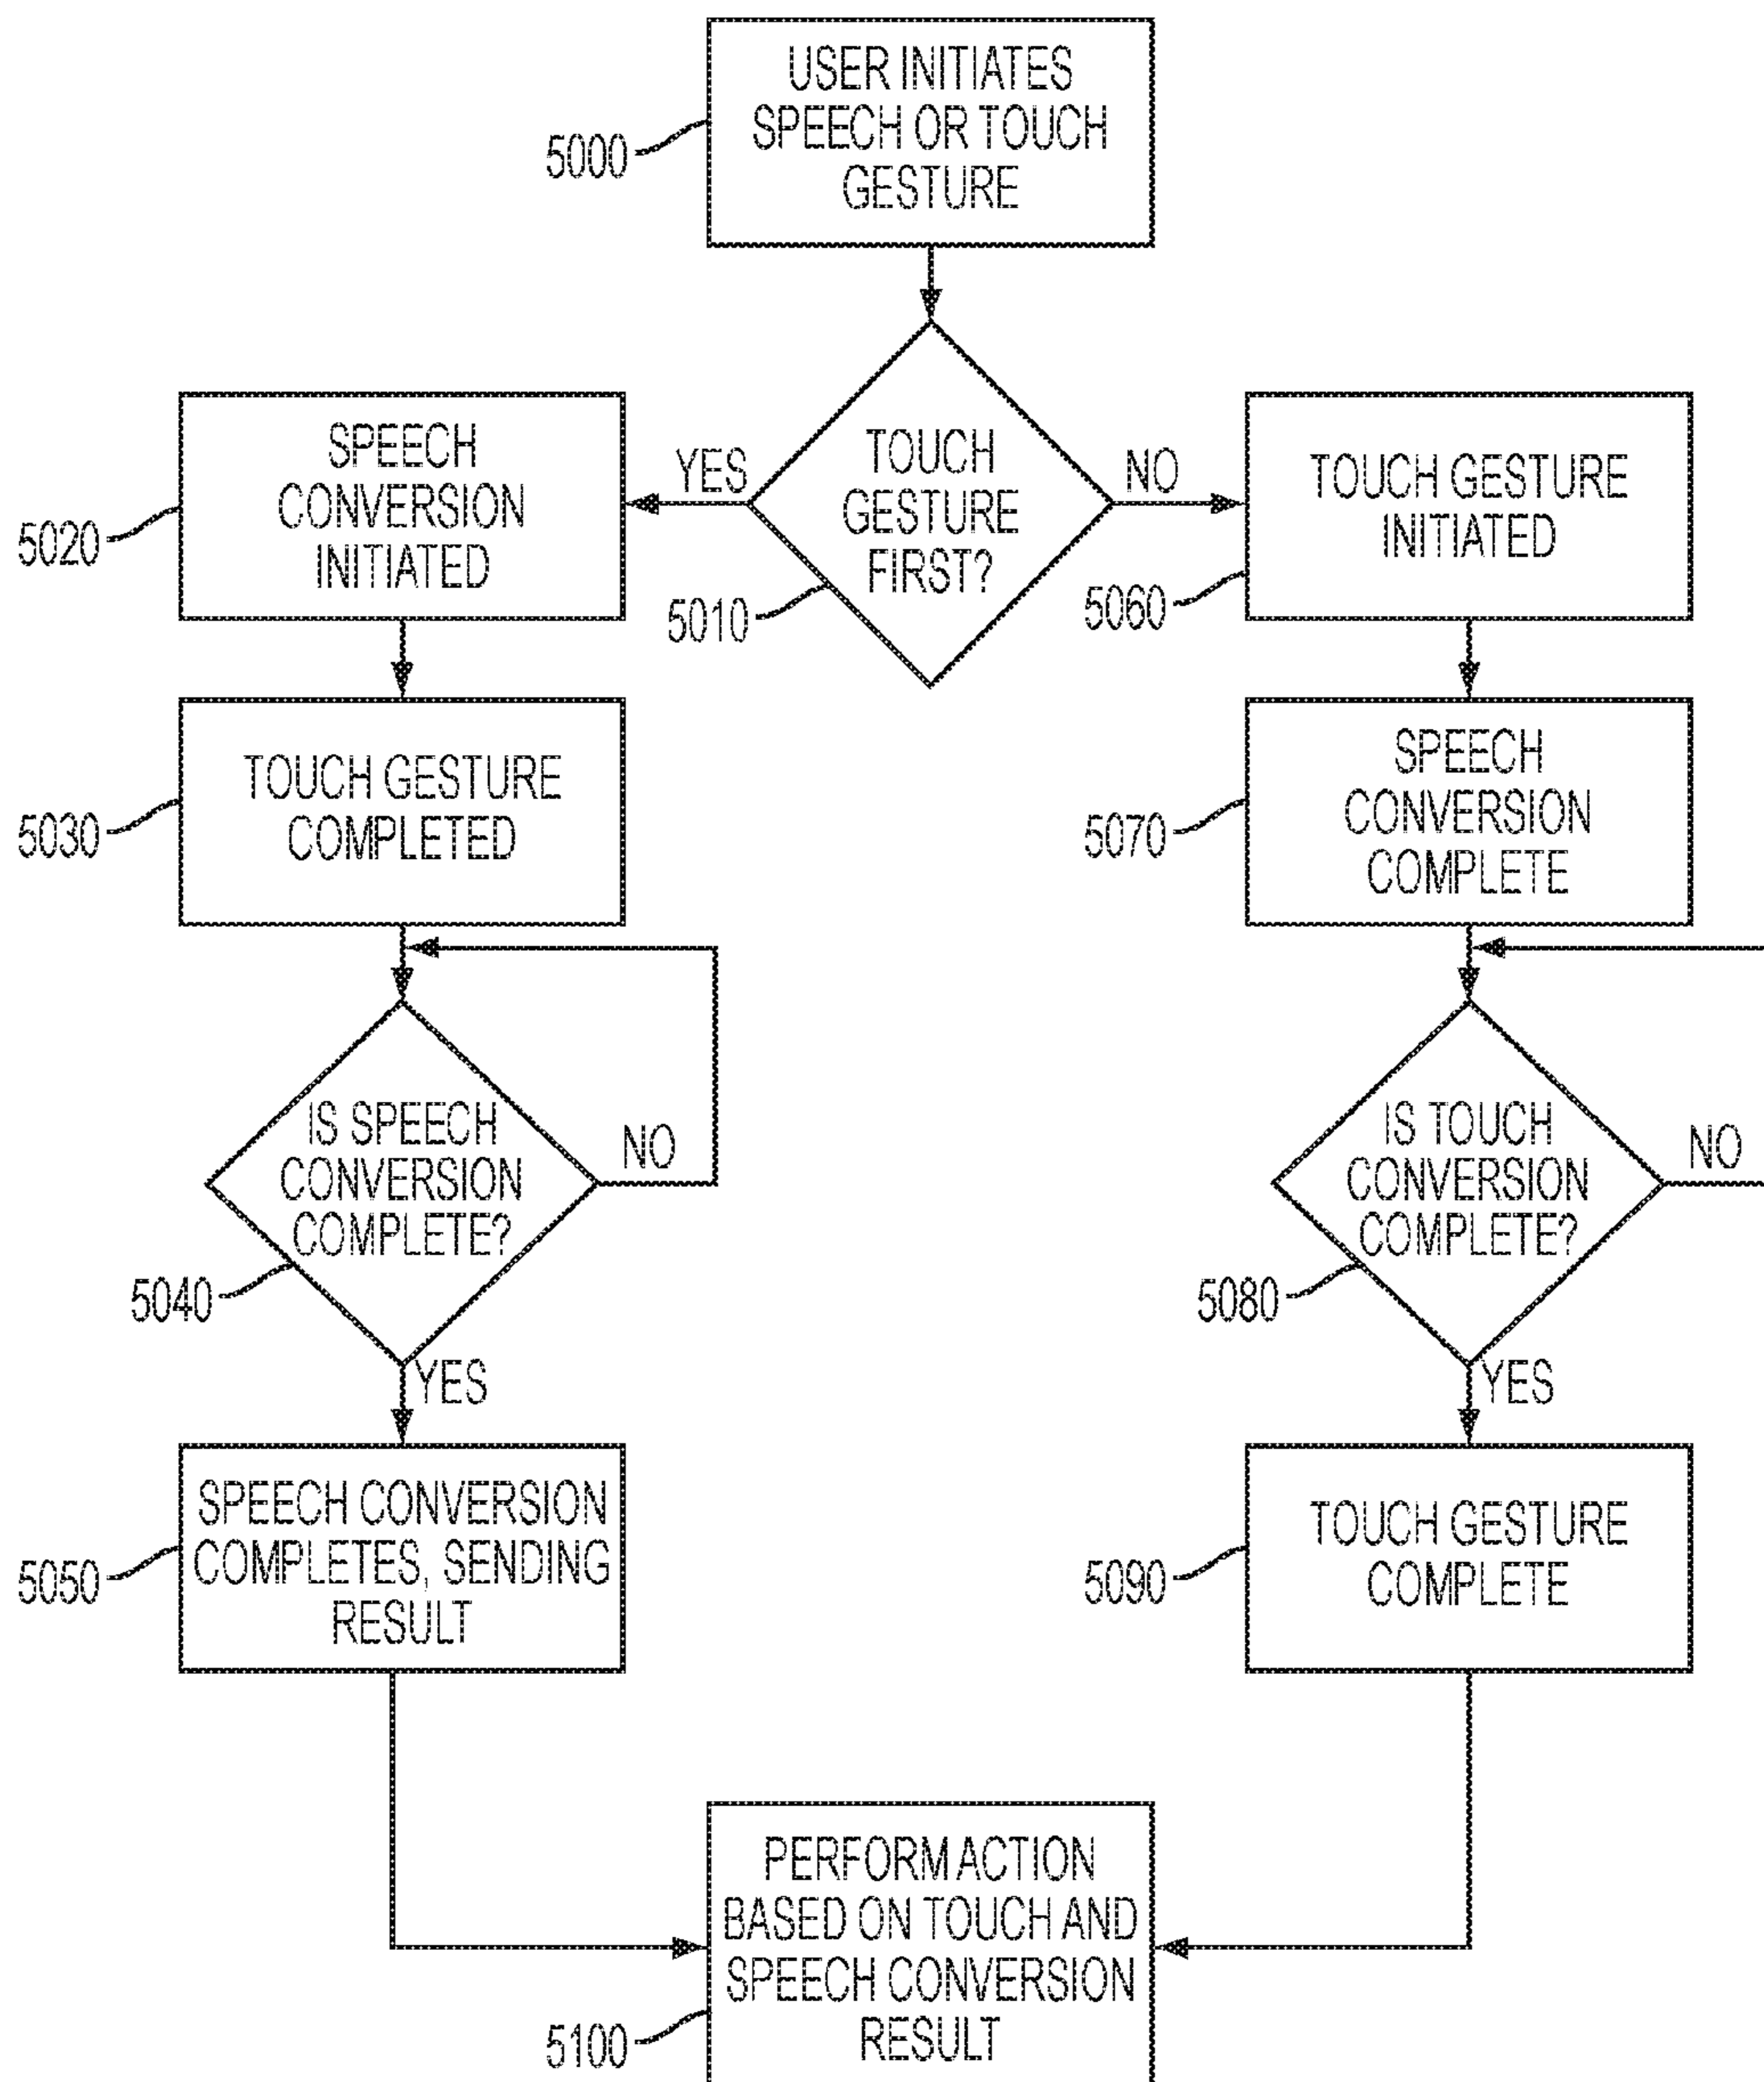 USER INITIATES
SPEECH OR TOUCH
GESTURE
5000
TOUCH
GESTURE
FIRST?
5010
YES
NO
SPEECH
CONVERSION
INITIATED
5020
TOUCH GESTURE
COMPLETED
5030
IS SPEECH
CONVERSION
COMPLETE?
5040
NO
YES
SPEECH CONVERSION
COMPLETES, SENDING
RESULT
5050
TOUCH GESTURE
INITIATED
5060
SPEECH
CONVERSION
COMPLETE
5070
IS TOUCH
CONVERSION
COMPLETE?
5080
NO
YES
TOUCH GESTURE
COMPLETE
5090
PERFORM ACTION
BASED ON TOUCH AND
SPEECH CONVERSION
RESULT
5100